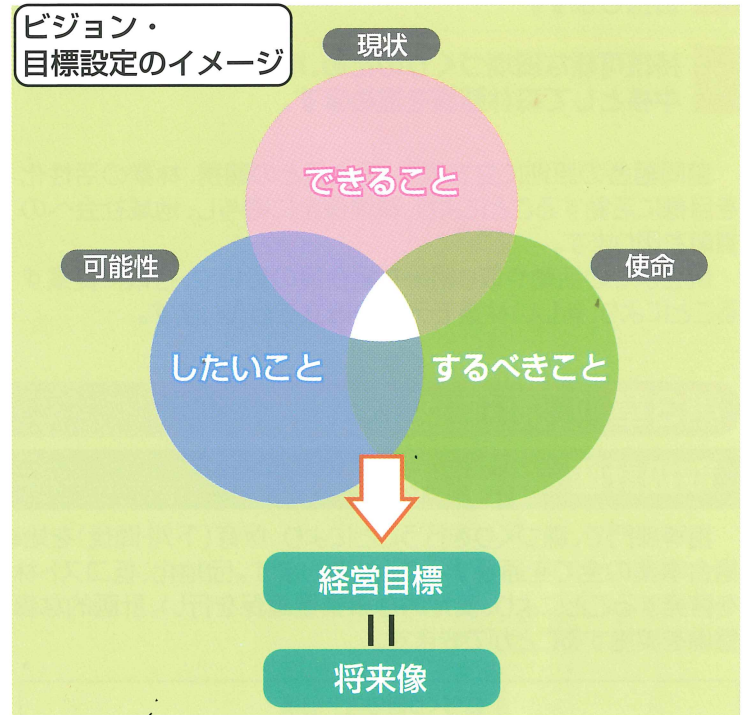 ビジョン・
目標設定のイメージ
現状
できること
可能性
使命
したいこと
するべきこと
経営目標
将来像